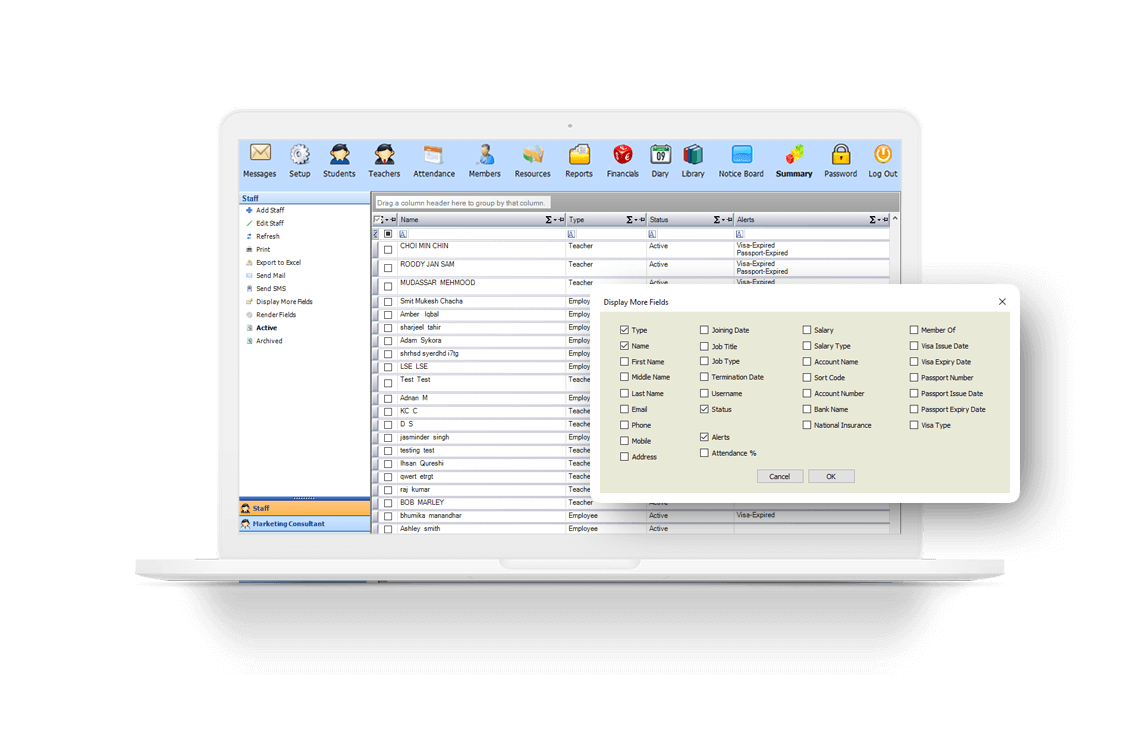 Messages Setup Students Teachers Attendance Members Resources Reports Financials Diary Library Notice Board Summary Password Log Out
Staff
Add Staff
Edit Staff
Refresh
Print
Export to Excel
Send Mail
Send SMS
Display More Fields
Render Fields
Active
Archived
Staff
Marketing Consultant
Drag a column header here to group by that column.
Name Type Status Alerts
CHOI MIN CHIN Teacher Active Visa-Expired
Passport-Expired
ROODY JAN SAM Teacher Active Visa-Expired
Passport-Expired
MUDASSAR MEHMOOD Teacher Active Visa-Expired
Smit Mukesh Chacha Employ
Amber Iqbal Employ
sharjeel tahir Employ
Adam Sykora Employ
shrhsd syerdhd i7tg Employ
LSE LSE Employ
Test Test Teache
Adnan M Employ
KC C Teache
D S Teache
jasminder singh Employ
testing test Employ
Ihsan Qureshi Teache
qwert etrgt Teache
raj kumar Teache
BOB MARLEY Teacher Active
bhumika manandhar Employee Active Visa-Expired
Ashley smith Employee Active
Display More Fields
Type
Name
First Name
Middle Name
Last Name
Email
Phone
Mobile
Address
Joining Date
Job Title
Job Type
Termination Date
Username
Status
Alerts
Attendance %
Salary
Salary Type
Account Name
Sort Code
Account Number
Bank Name
National Insurance
Member Of
Visa Issue Date
Visa Expiry Date
Passport Number
Passport Issue Date
Passport Expiry Date
Visa Type
Cancel OK